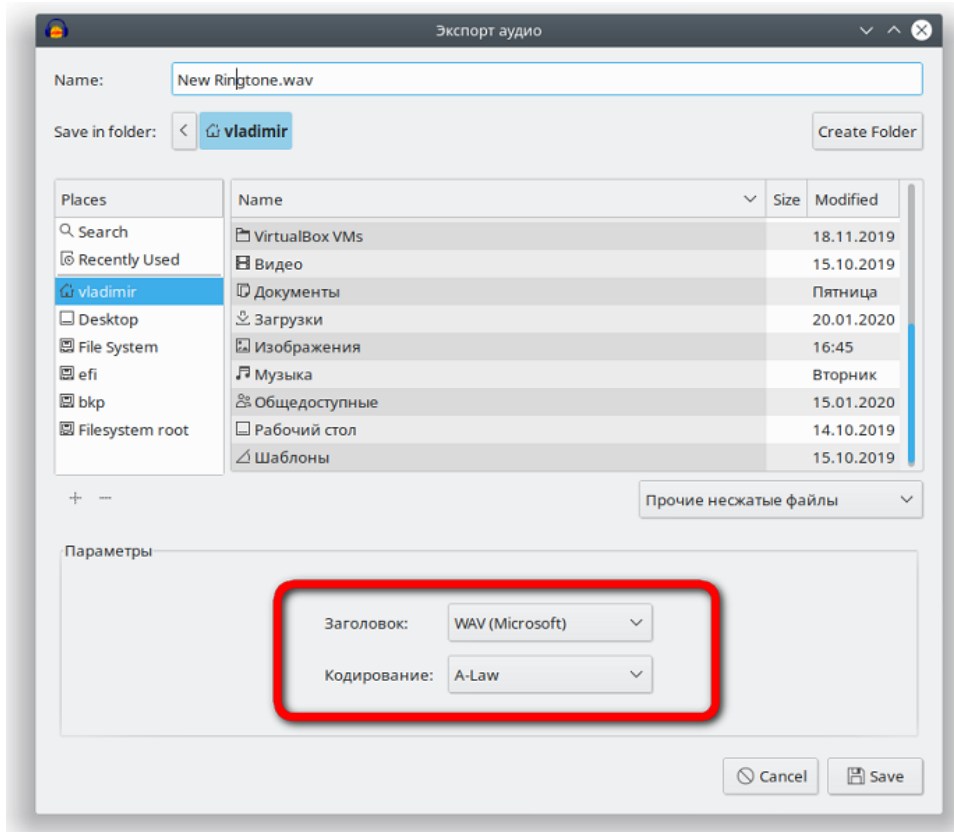 Экспорт аудио
Name: New Ringtone.wav
Save in folder: vladimir Create Folder
Places Name Size Modified
Search VirtualBox VMs 18.11.2019
Recently Used Видео 15.10.2019
vladimir Документы Пятница
Desktop Загрузки 20.01.2020
File System Изображения 16:45
efi Музыка Вторник
bkp Общедоступные 15.01.2020
Filesystem root Рабочий стол 14.10.2019
Шаблоны 15.10.2019
Прочие несжатые файлы
Параметры
Заголовок: WAV (Microsoft)
Кодирование: A-Law
Cancel Save